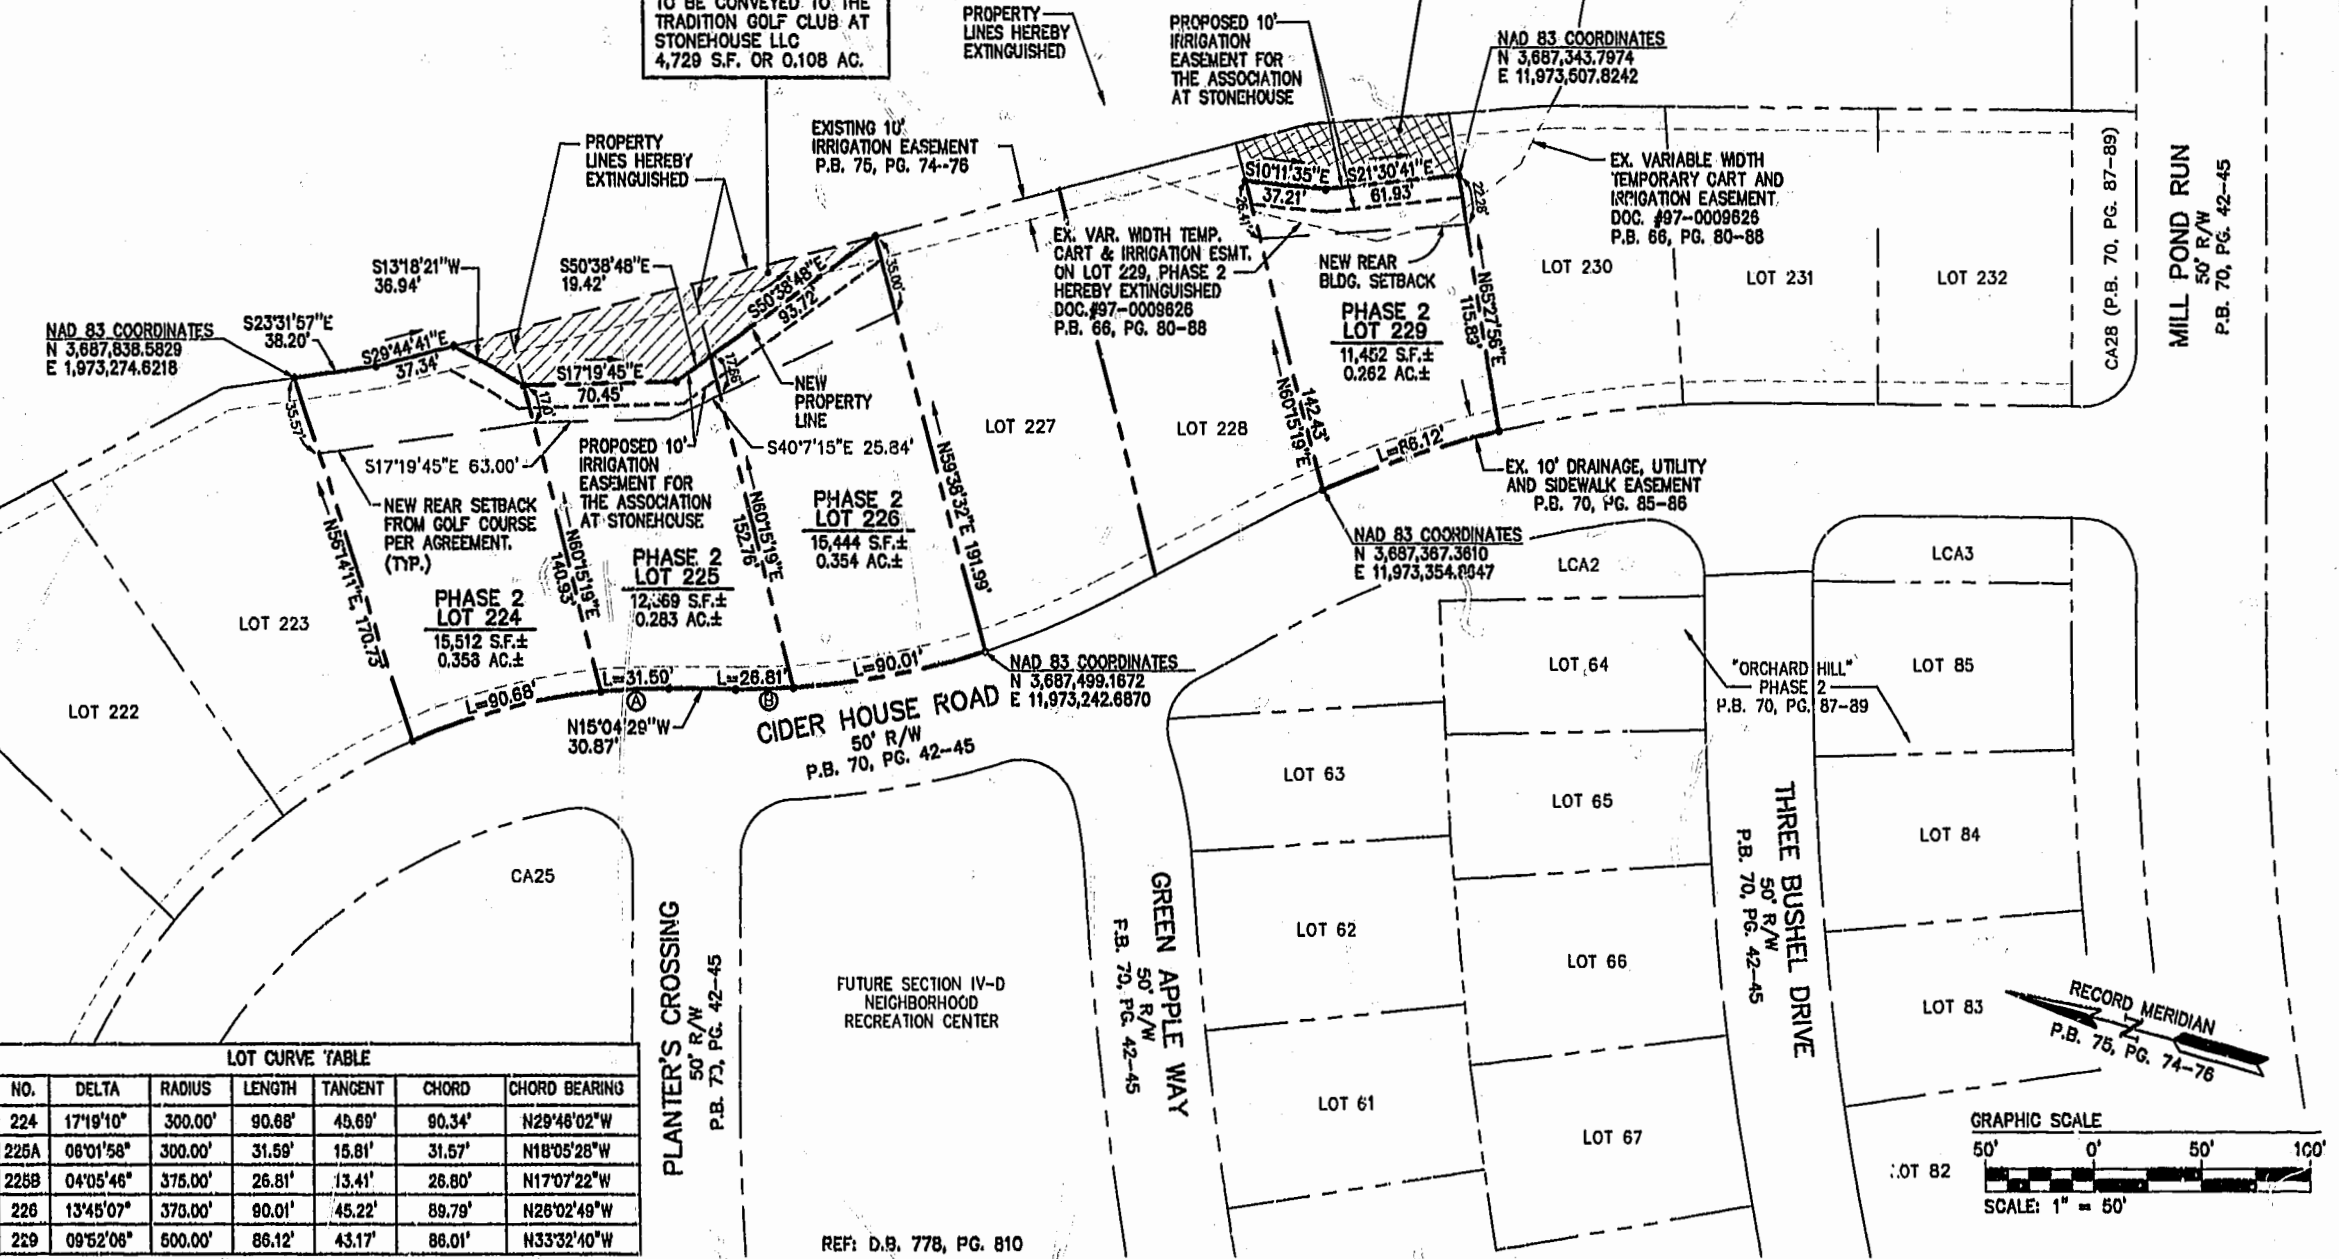 TO BE CONVEYED TO THE
TRADITION GOLF CLUB AT
STONEHOUSE LLC
4,729 S.F. OR 0.108 AC.
PROPERTY
LINES HEREBY
EXTINGUISHED
PROPOSED 10'
IRRIGATION
EASEMENT FOR
THE ASSOCIATION
AT STONEHOUSE
NAD 83 COORDINATES
N 3,687,343.7974
E 11,973,507.8242
PROPERTY
LINES HEREBY
EXTINGUISHED
EXISTING 10'
IRRIGATION EASEMENT
P.B. 75, PG. 74-76
S10°11'35"E
37.21'
S21°30'41"E
61.93'
26.41'
22.28'
EX. VARIABLE WIDTH
TEMPORARY CART AND
IRRIGATION EASEMENT
DOC. #97-0009626
P.B. 66, PG. 80-88
EX. VAR. WIDTH TEMP.
CART & IRRIGATION ESMT.
ON LOT 229, PHASE 2
HEREBY EXTINGUISHED
DOC.#97-0009626
P.B. 66, PG. 80-88
NEW REAR
BLDG. SETBACK
PHASE 2
LOT 229
11,452 S.F.±
0.262 AC.±
N65°27'56"E
115.83'
LOT 230
LOT 231
LOT 232
CA28 (P.B. 70, PG. 87-89)
MILL POND RUN
50' R/W
P.B. 70, PG. 42-45
NAD 83 COORDINATES
N 3,687,838.5829
E 1,973,274.6218
S23°31'57"E
38.20'
S13°18'21"W
36.94'
S29°44'41"E
37.34'
S50°38'48"E
19.42'
S50°38'48"E
93.72'
35.00'
S17°19'45"E
70.45'
17.66'
35.57'
NEW
PROPERTY
LINE
S40°7'15"E 25.84'
S17°19'45"E 63.00'
NEW REAR SETBACK
FROM GOLF COURSE
PER AGREEMENT.
(TYP.)
PROPOSED 10'
IRRIGATION
EASEMENT FOR
THE ASSOCIATION
AT STONEHOUSE
PHASE 2
LOT 226
15,444 S.F.±
0.354 AC.±
LOT 227
LOT 228
N59°36'32"E 191.99'
N60°15'19"E
142.43'
L=86.12'
EX. 10' DRAINAGE, UTILITY
AND SIDEWALK EASEMENT
P.B. 70, PG. 85-86
NAD 83 COORDINATES
N 3,687,367.3610
N56°14'11"E, 170.73'
N60°15'19"E
140.93'
N60°15'19"E
152.76'
PHASE 2
LOT 225
0.283 AC.±
PHASE 2
LOT 224
15,512 S.F.±
LOT 223
LOT 222
L=90.68'
L=31.50'
L=26.81'
L=90.01'
A
B
N15°04'29"W
30.87'
NAD 83 COORDINATES
N 3,687,499.1672
E 11,973,242.6870
CIDER HOUSE ROAD
50' R/W
P.B. 70, PG. 42-45
LCA2
LCA3
LOT 64
LOT 85
"ORCHARD HILL"
PHASE 2
P.B. 70, PG. 87-89
LOT 63
LOT 65
LOT 84
LOT 62
LOT 66
LOT 83
LOT 61
LOT 67
LOT 82
CA25
PLANTER'S CROSSING
50' R/W
PG. 42-45
FUTURE SECTION IV-D
NEIGHBORHOOD
RECREATION CENTER
GREEN APPLE WAY
50' R/W
PG. 42-45
THREE BUSHEL DRIVE
50' R/W
P.B. 70, PG. 42-45
RECORD MERIDIAN
N
P.B. 75, PG. 74-76
GRAPHIC SCALE
50' 0' 50' 100'
SCALE: 1" = 50'
LOT CURVE TABLE
NO. DELTA RADIUS LENGTH TANGENT CHORD CHORD BEARING
224 17°19'10" 300.00' 90.68' 45.69' 90.34' N29°46'02"W
225A 06°01'58" 300.00' 31.59' 15.81' 31.57' N18°05'28"W
225B 04°05'46" 375.00' 26.81' 13.41' 26.80' N17°07'22"W
226 13°45'07" 375.00' 90.01' 45.22' 89.79' N26°02'49"W
229 09°52'06" 500.00' 86.12' 43.17' 86.01' N33°32'40"W
REF: D.B. 778, PG. 810